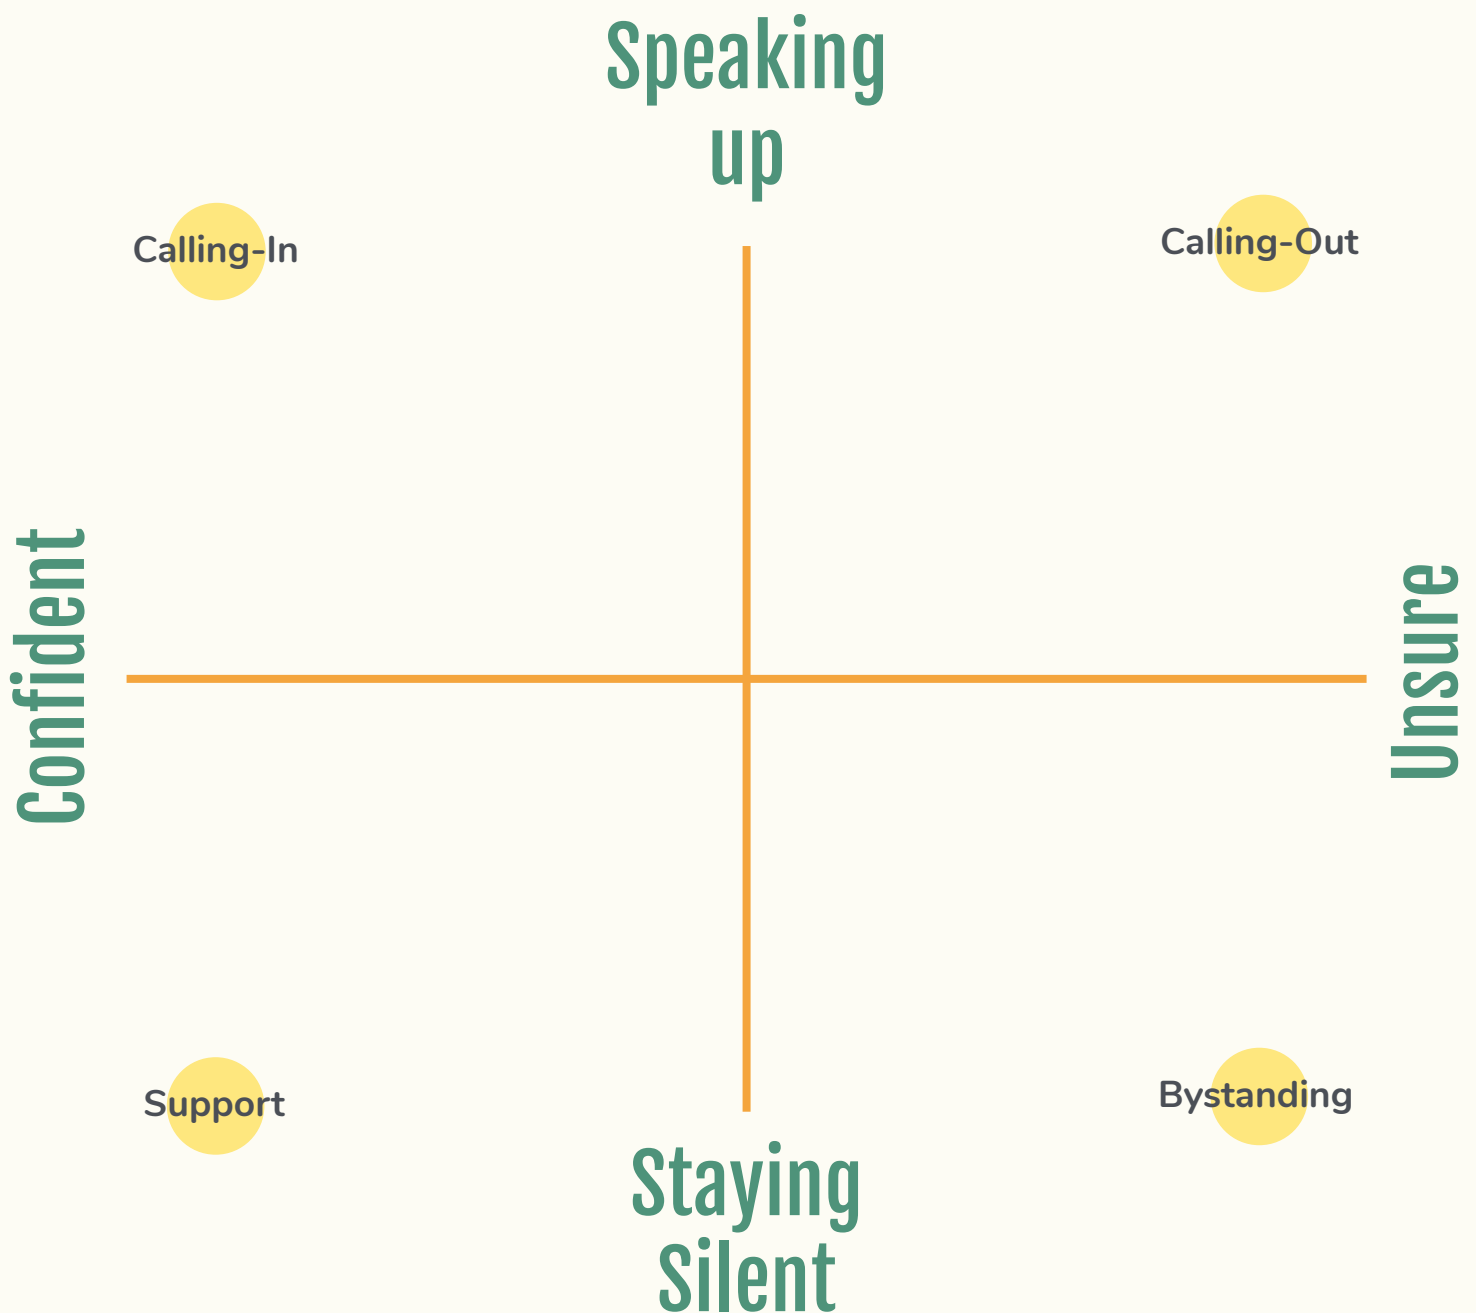 Speaking
up
Calling-In
Calling-Out
Confident
Unsure
Support
Bystanding
Staying
Silent